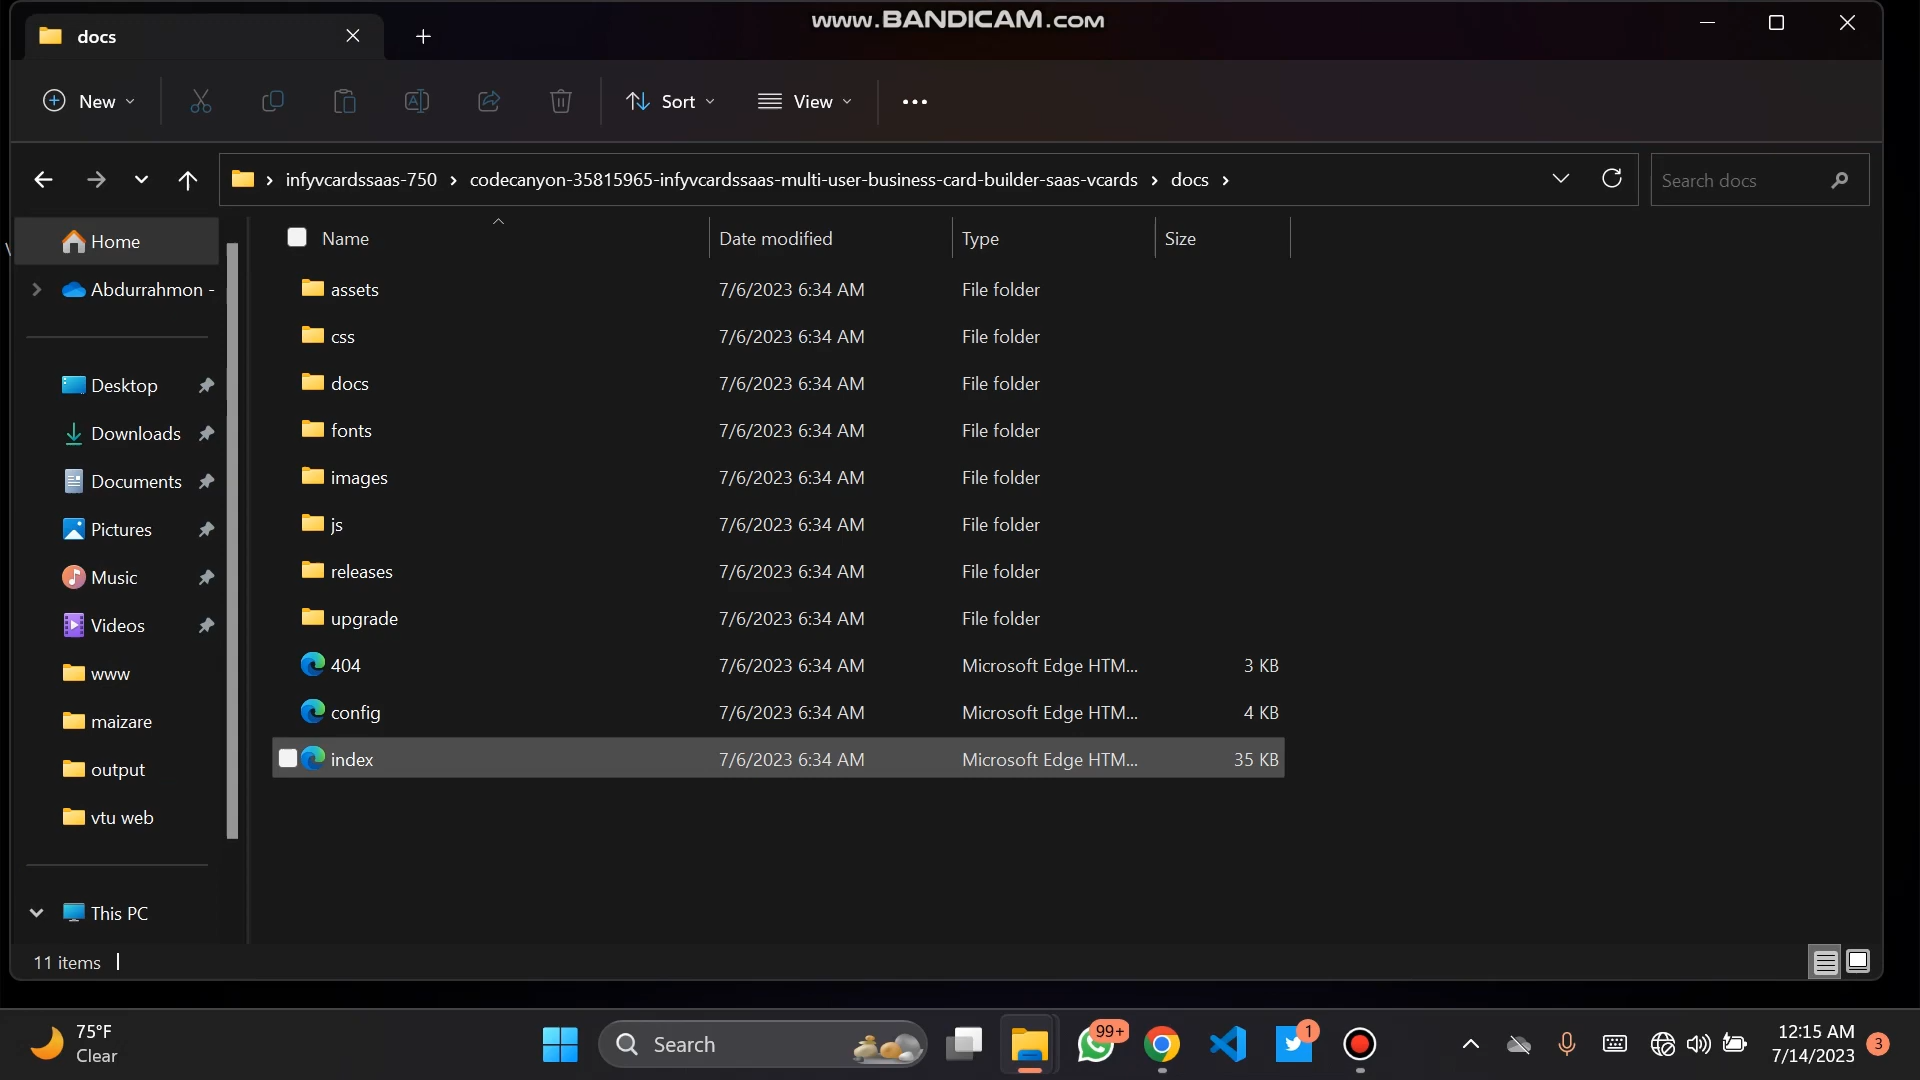 docs
www.BANDICAM.com
New
Sort
View
infyvcardssaas-750
codecanyon-35815965-infyvcardssaas-multi-user-business-card-builder-saas-vcards
docs
Search docs
Home
Abdurrahmon -
Desktop
Downloads
Documents
Pictures
Music
Videos
www
maizare
output
vtu web
This PC
Name Date modified Type Size
assets 7/6/2023 6:34 AM File folder
css 7/6/2023 6:34 AM File folder
docs 7/6/2023 6:34 AM File folder
fonts 7/6/2023 6:34 AM File folder
images 7/6/2023 6:34 AM File folder
js 7/6/2023 6:34 AM File folder
releases 7/6/2023 6:34 AM File folder
upgrade 7/6/2023 6:34 AM File folder
404 7/6/2023 6:34 AM Microsoft Edge HTM... 3 KB
config 7/6/2023 6:34 AM Microsoft Edge HTM... 4 KB
index 7/6/2023 6:34 AM Microsoft Edge HTM... 35 KB
11 items
75°F
Clear
Search
99+
1
12:15 AM
7/14/2023
3